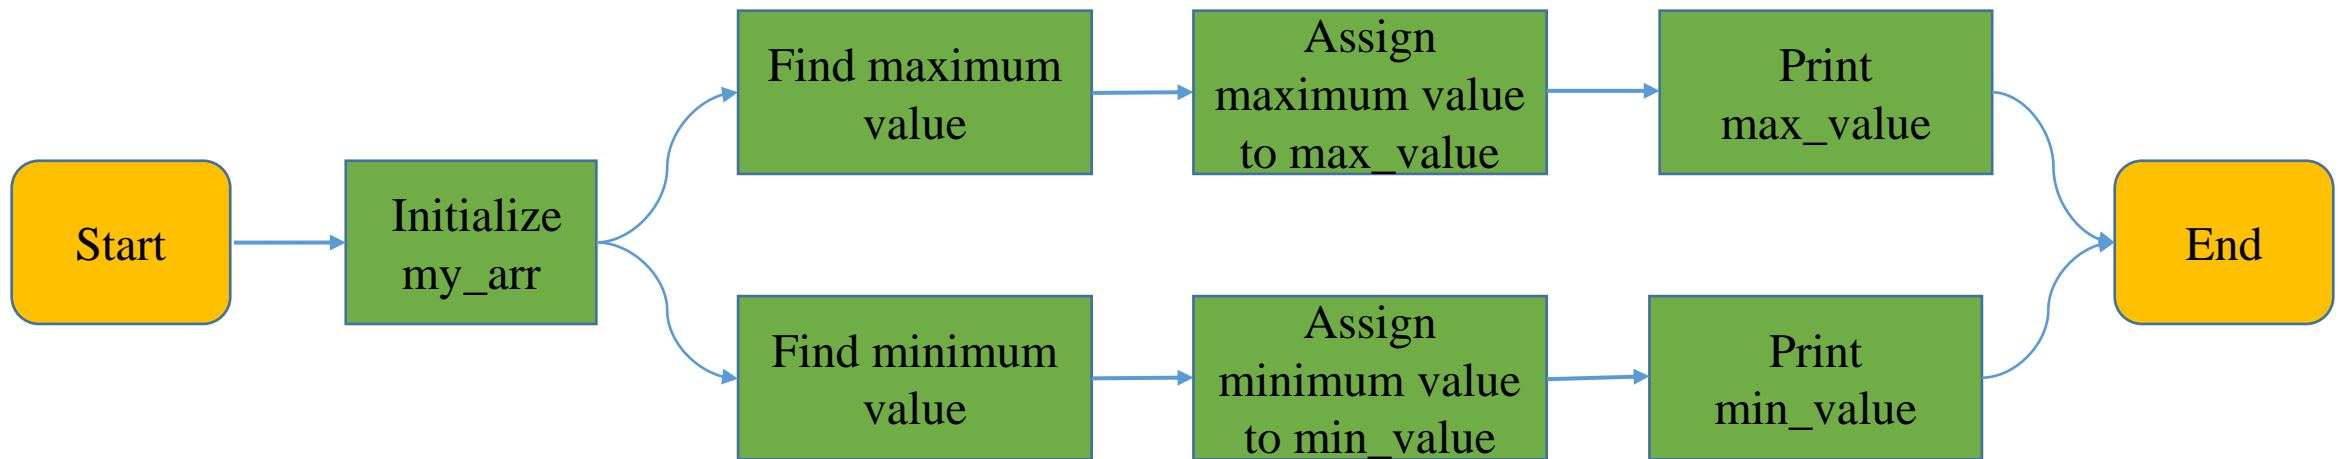 Start
Initialize
my_arr
Find maximum
value
Assign
maximum value
to max_value
Print
max_value
Find minimum
value
Assign
minimum value
to min_value
Print
min_value
End